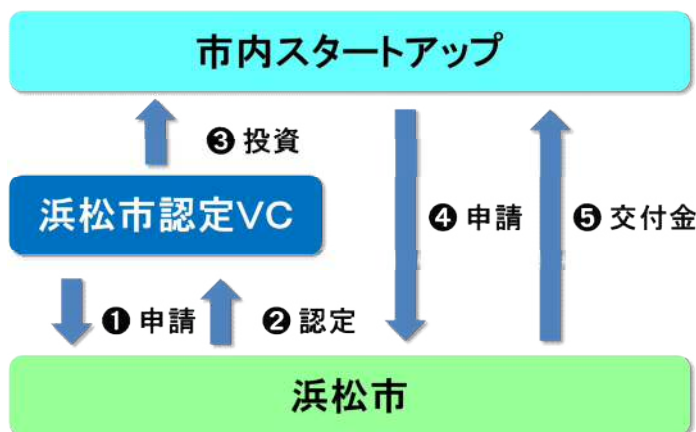 市内スタートアップ
❸ 投資
浜松市認定VC
❹ 申請
❺ 交付金
❶ 申請
❷ 認定
浜松市